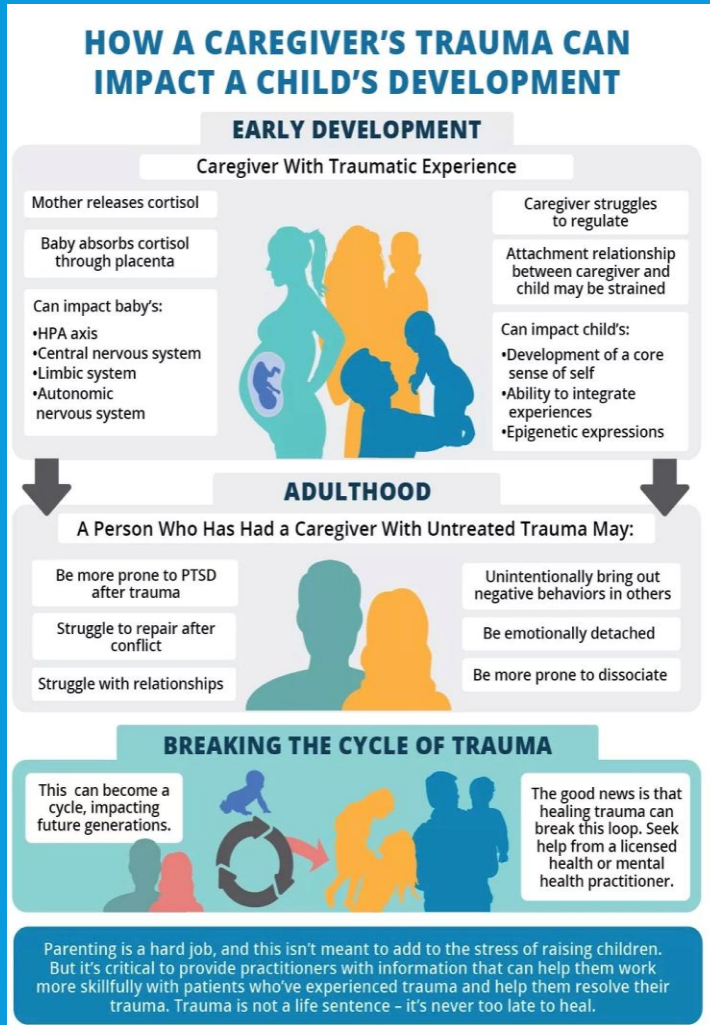 HOW A CAREGIVER'S TRAUMA CAN
IMPACT A CHILD'S DEVELOPMENT
EARLY DEVELOPMENT
Caregiver With Traumatic Experience
Mother releases cortisol
Baby absorbs cortisol
through placenta
Can impact baby's:
•HPA axis
•Central nervous system
•Limbic system
•Autonomic
nervous system
Caregiver struggles
to regulate
Attachment relationship
between caregiver and
child may be strained
Can impact child's:
•Development of a core
sense of self
•Ability to integrate
experiences
•Epigenetic expressions
ADULTHOOD
A Person Who Has Had a Caregiver With Untreated Trauma May:
Be more prone to PTSD
after trauma
Struggle to repair after
conflict
Struggle with relationships
Unintentionally bring out
negative behaviors in others
Be emotionally detached
Be more prone to dissociate
BREAKING THE CYCLE OF TRAUMA
This can become a
cycle, impacting
future generations.
The good news is that
healing trauma can
break this loop. Seek
help from a licensed
health or mental
health practitioner.
Parenting is a hard job, and this isn't meant to add to the stress of raising children.
But it's critical to provide practitioners with information that can help them work
more skillfully with patients who've experienced trauma and help them resolve their
trauma. Trauma is not a life sentence – it's never too late to heal.